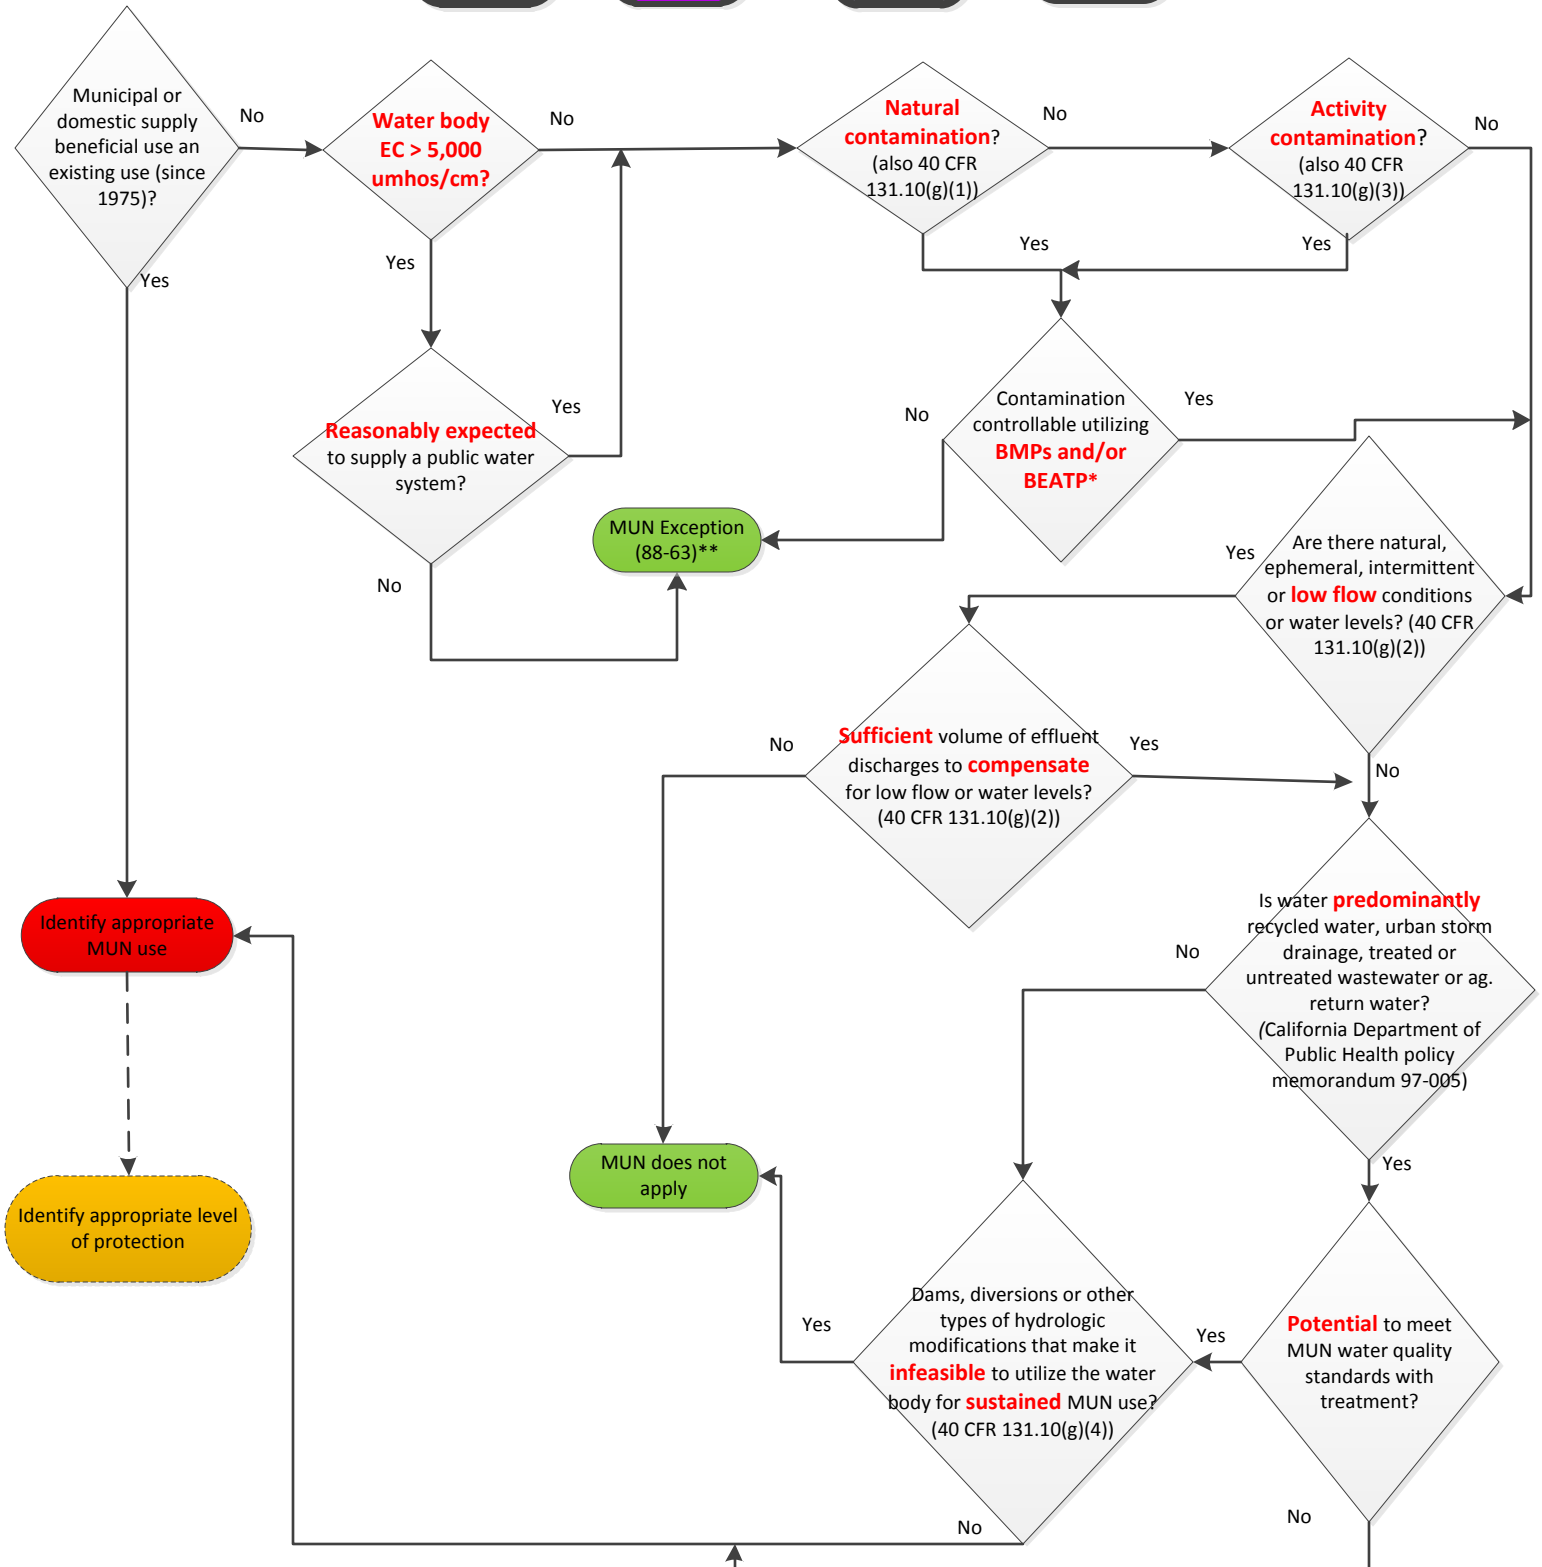 Municipal or
domestic supply
beneficial use an
existing use (since
1975)?
No
Yes
Water body
EC > 5,000
umhos/cm?
No
Yes
Natural
contamination?
(also 40 CFR
131.10(g)(1))
No
Yes
Activity
contamination?
(also 40 CFR
131.10(g)(3))
No
Yes
Reasonably expected
to supply a public water
system?
Yes
No
Contamination
controllable utilizing
BMPs and/or
BEATP*
No
Yes
MUN Exception
(88-63)**
Are there natural,
ephemeral, intermittent
or low flow conditions
or water levels? (40 CFR
131.10(g)(2))
Yes
No
Sufficient volume of effluent
discharges to compensate
for low flow or water levels?
(40 CFR 131.10(g)(2))
No
Yes
Identify appropriate
MUN use
Is water predominantly
recycled water, urban storm
drainage, treated or
untreated wastewater or ag.
return water?
(California Department of
Public Health policy
memorandum 97-005)
No
Yes
MUN does not
apply
Identify appropriate level
of protection
Dams, diversions or other
types of hydrologic
modifications that make it
infeasible to utilize the water
body for sustained MUN use?
(40 CFR 131.10(g)(4))
Yes
No
Potential to meet
MUN water quality
standards with
treatment?
Yes
No